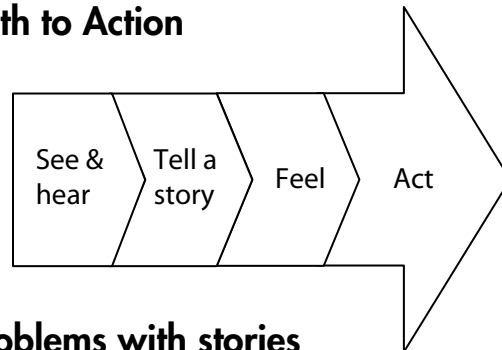 th to Action
See &
hear
Tell a
story
Feel
Act
oblems with stories